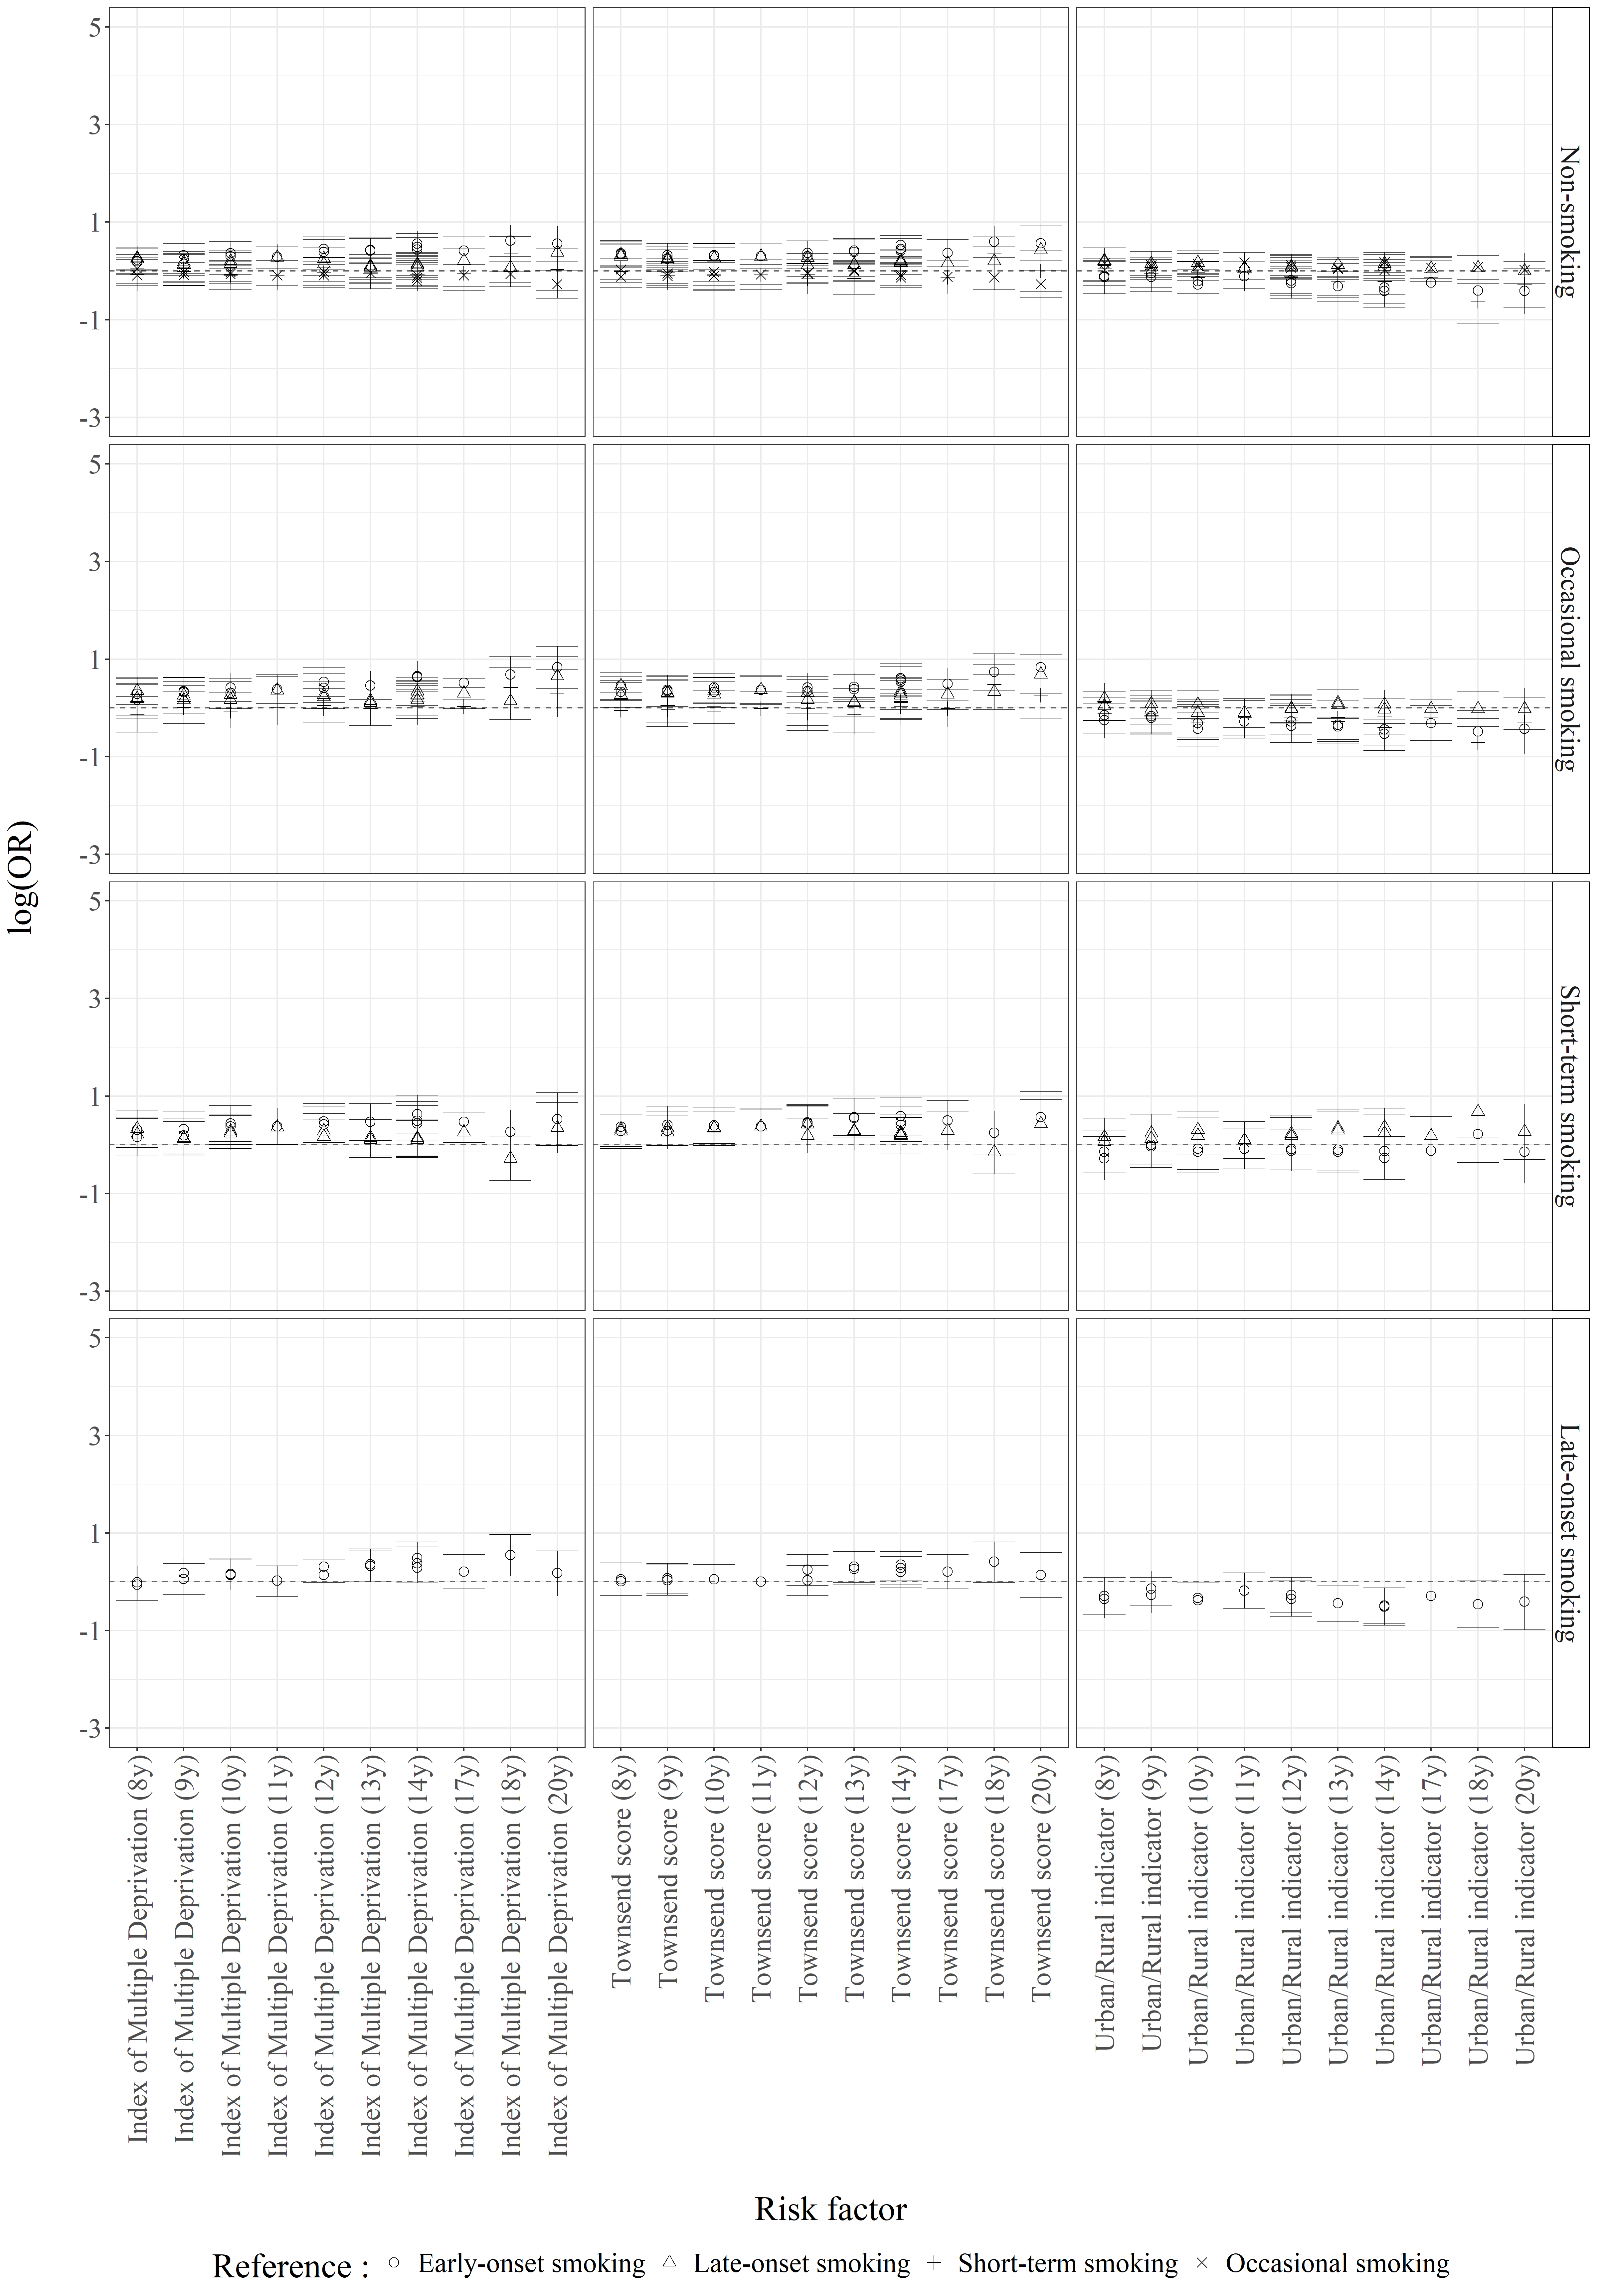 log(OR)
5
3
1
-1
-3
Non-smoking
5
3
1
-1
-3
Occasional smoking
5
3
1
-1
-3
Short-term smoking
5
3
1
-1
-3
Late-onset smoking
Index of Multiple Deprivation (8y)
Index of Multiple Deprivation (9y)
Index of Multiple Deprivation (10y)
Index of Multiple Deprivation (11y)
Index of Multiple Deprivation (12y)
Index of Multiple Deprivation (13y)
Index of Multiple Deprivation (14y)
Index of Multiple Deprivation (17y)
Index of Multiple Deprivation (18y)
Index of Multiple Deprivation (20y)
Townsend score (8y)
Townsend score (9y)
Townsend score (10y)
Townsend score (11y)
Townsend score (12y)
Townsend score (13y)
Townsend score (14y)
Townsend score (17y)
Townsend score (18y)
Townsend score (20y)
Urban/Rural indicator (8y)
Urban/Rural indicator (9y)
Urban/Rural indicator (10y)
Urban/Rural indicator (11y)
Urban/Rural indicator (12y)
Urban/Rural indicator (13y)
Urban/Rural indicator (14y)
Urban/Rural indicator (17y)
Urban/Rural indicator (18y)
Urban/Rural indicator (20y)
Risk factor
Reference : Early-onset smoking Late-onset smoking Short-term smoking Occasional smoking